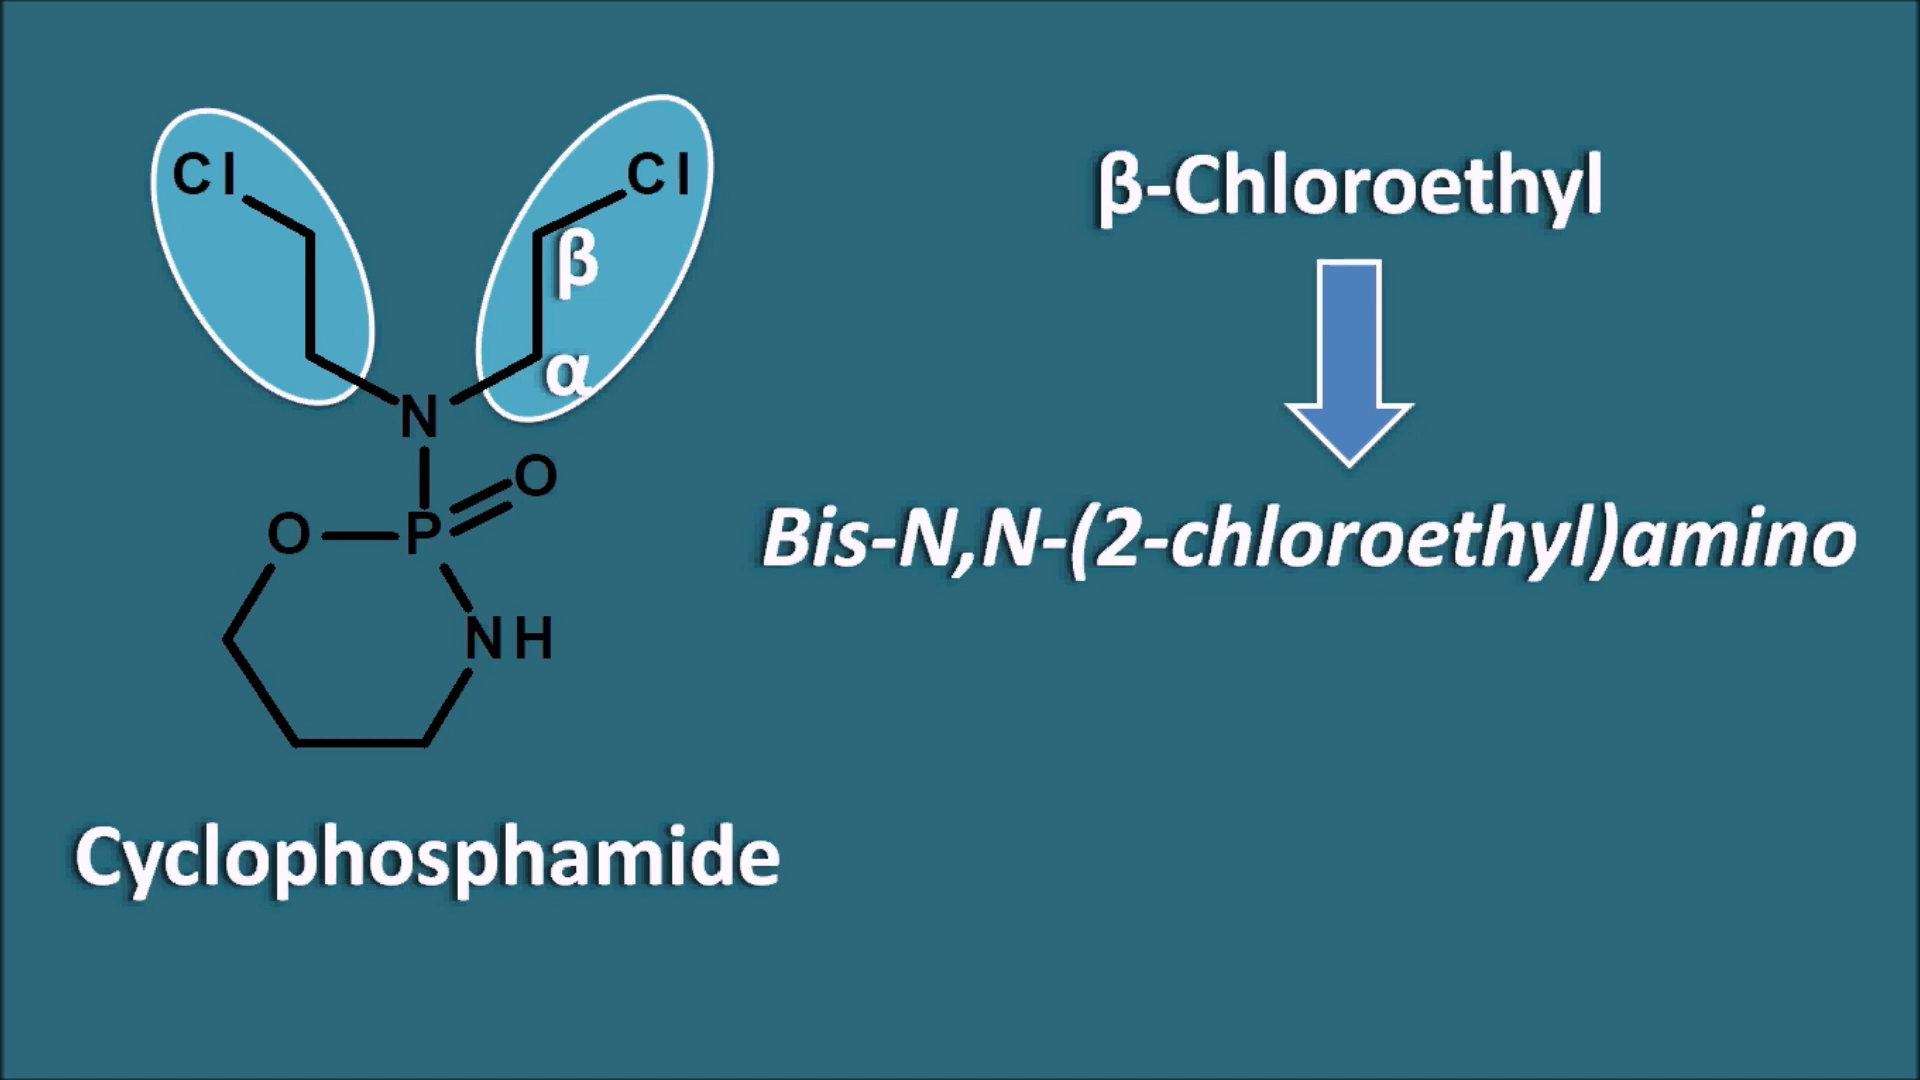 Cl
Cl
β
α
N
O
O
P
NH
Cyclophosphamide
β-Chloroethyl
Bis-N,N-(2-chloroethyl)amino